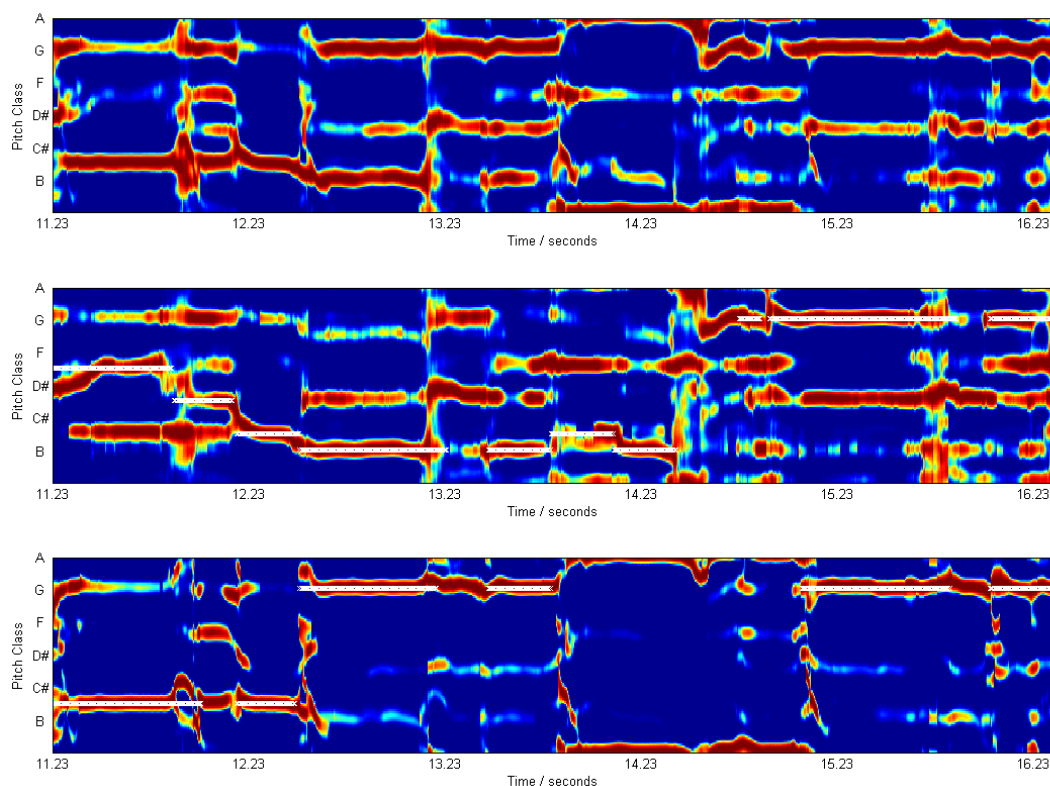 A
G
F
D#
C#
B
Pitch Class
11.23 12.23 13.23 14.23 15.23 16.23
Time / seconds
A
G
F
D#
C#
B
Pitch Class
11.23 12.23 13.23 14.23 15.23 16.23
Time / seconds
A
G
F
D#
C#
B
Pitch Class
11.23 12.23 13.23 14.23 15.23 16.23
Time / seconds